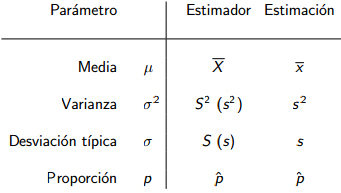 Parámetro Estimador Estimación
Media μ X̅ x̅
Varianza σ² S² (s²) s²
Desviación típica σ S (s) s
Proporción p p̂ p̂